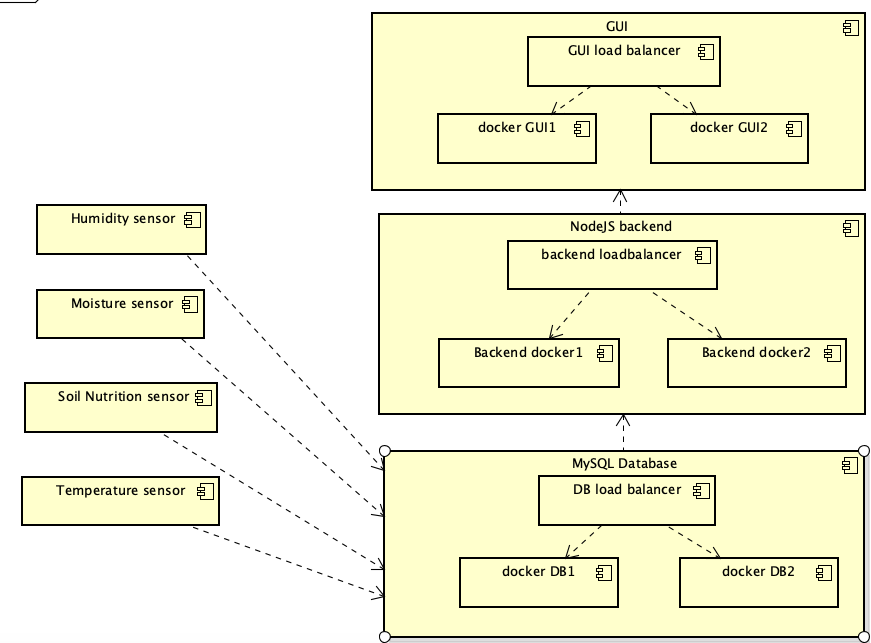 GUI
GUI load balancer
docker GUI1
docker GUI2
Humidity sensor
NodeJS backend
backend loadbalancer
Moisture sensor
Backend docker1
Backend docker2
Soil Nutrition sensor
MySQL Database
Temperature sensor
DB load balancer
docker DB1
docker DB2